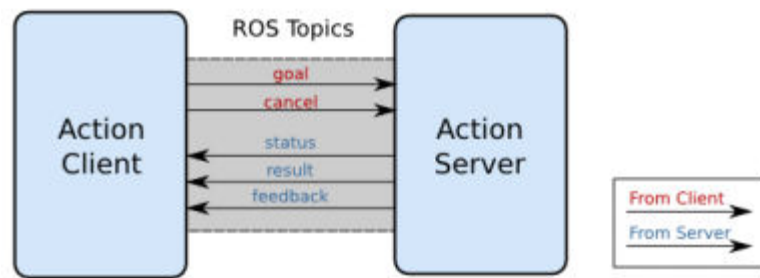 ROS Topics
Action
Client
goal
cancel
status
result
feedback
Action
Server
From Client
From Server